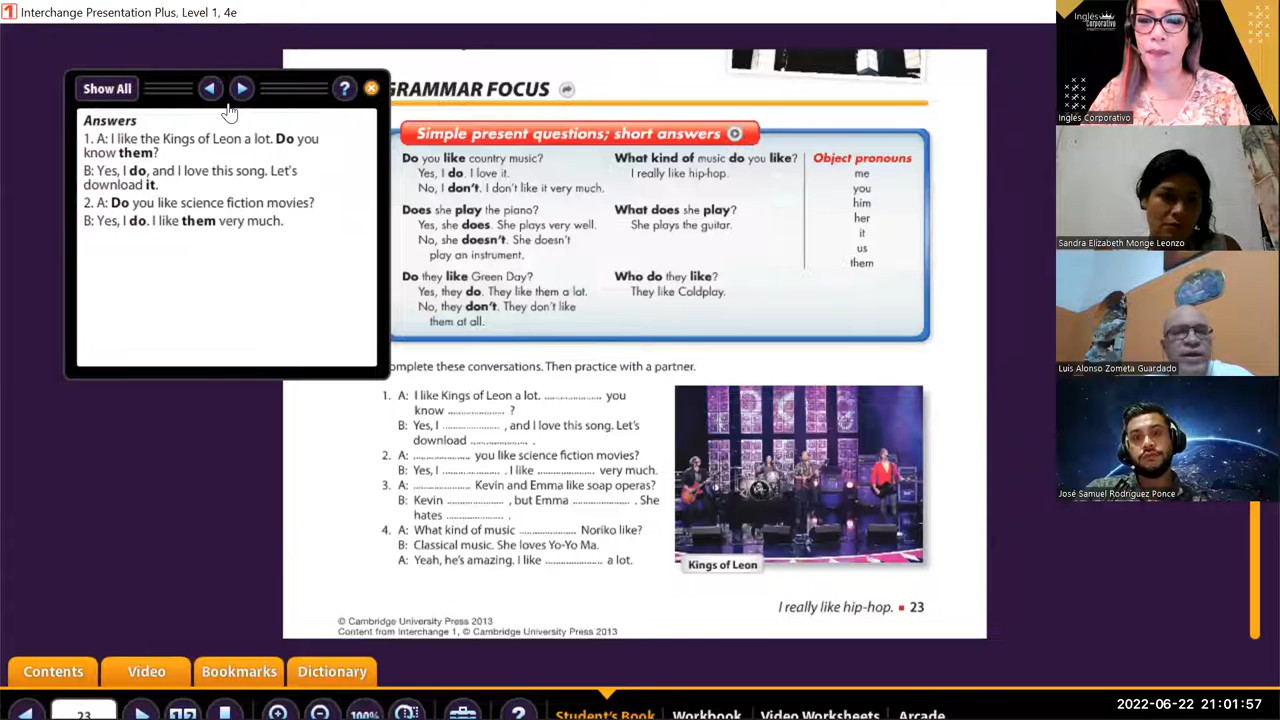 Interchange Presentation Plus, Level 1, 4e
Show All
?
Answers
1. A: I like the Kings of Leon a lot. Do you
know them?
B: Yes, I do, and I love this song. Let's
download it.
2. A: Do you like science fiction movies?
B: Yes, I do. I like them very much.
GRAMMAR FOCUS
Simple present questions; short answers
Do you like country music?
Yes, I do. I love it.
No, I don't. I don't like it very much.
Does she play the piano?
Yes, she does. She plays very well.
No, she doesn't. She doesn't
play an instrument.
Do they like Green Day?
Yes, they do. They like them a lot.
No, they don't. They don't like
them at all.
What kind of music do you like?
I really like hip-hop.
What does she play?
She plays the guitar.
Who do they like?
They like Coldplay.
Object pronouns
me
you
him
her
it
us
them
omplete these conversations. Then practice with a partner.
1. A: I like Kings of Leon a lot. .................... you
know .................... ?
B: Yes, I .................... , and I love this song. Let's
download .................... .
2. A: .................... you like science fiction movies?
B: Yes, I .................... . I like .................... very much.
3. A: .................... Kevin and Emma like soap operas?
B: Kevin .................... , but Emma .................... . She
hates .................... .
4. A: What kind of music .................... Noriko like?
B: Classical music. She loves Yo-Yo Ma.
A: Yeah, he's amazing. I like .................... a lot.
Kings of Leon
I really like hip-hop. ▪ 23
© Cambridge University Press 2013
Content from Interchange 1, © Cambridge University Press 2013
Contents
Video
Bookmarks
Dictionary
23
100%
?
Student's Book
Workbook
Video Worksheets
Arcade
Inglés
Corporativo
Inglés Corporativo
Sandra Elizabeth Monge Leonzo
Luis Alonso Zometa Guardado
José Samuel Rodríguez Ponce
2022-06-22 21:01:57